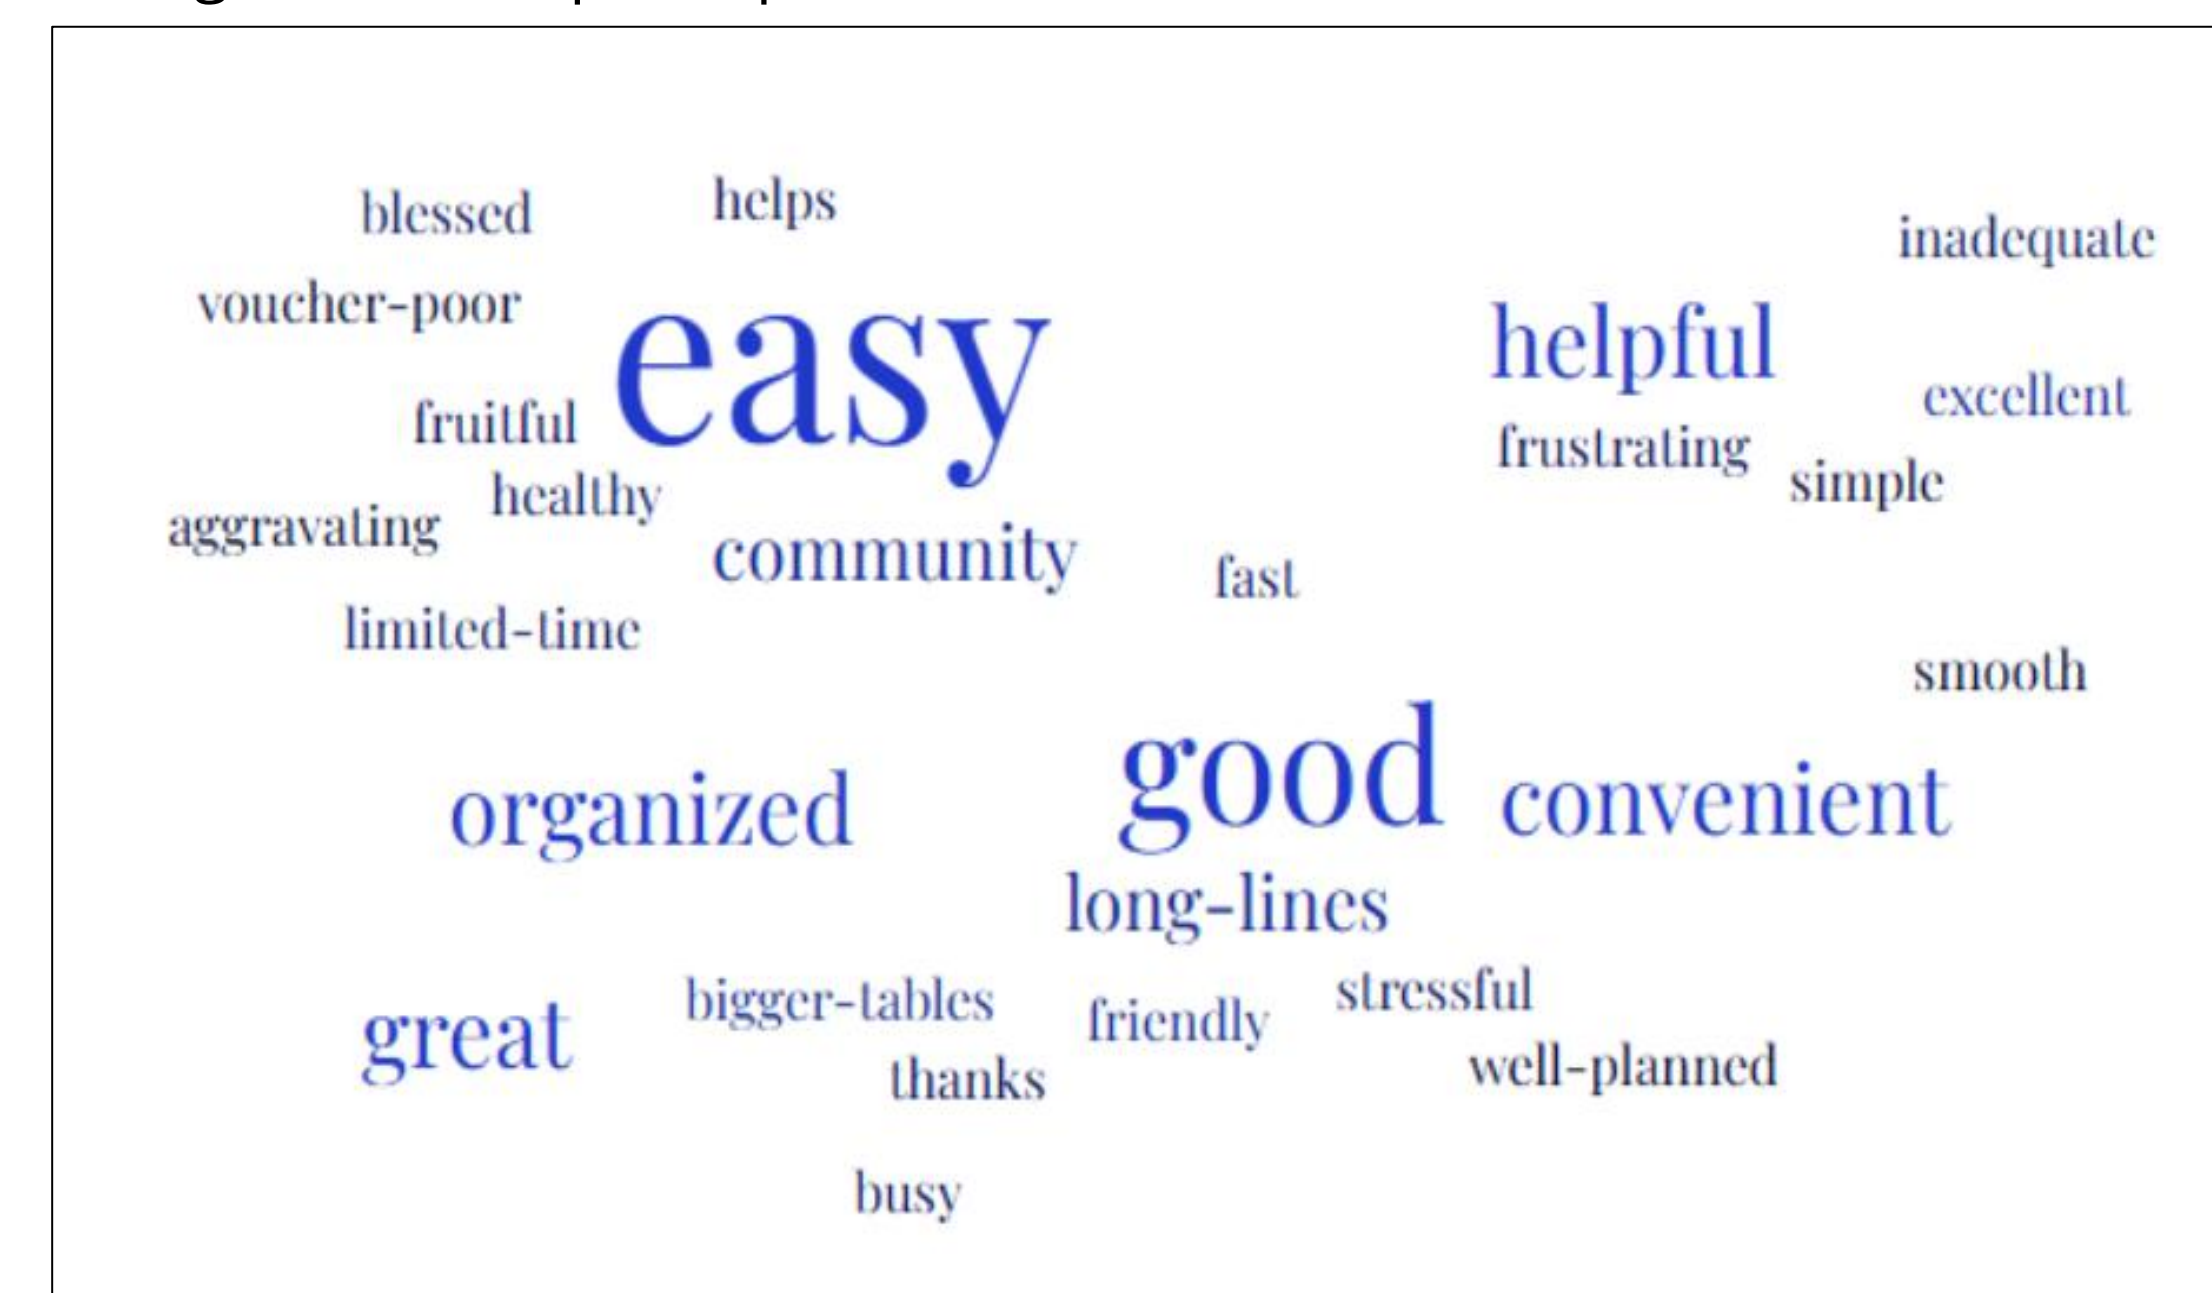 blessed helps
inadequate
voucher-poor
easy helpful
excellent
fruitful
frustrating
simple
healthy
aggravating
community
fast
limited-time
smooth
good
organized convenient
long-lines
stressful
bigger-tables
friendly
great
well-planned
thanks
busy